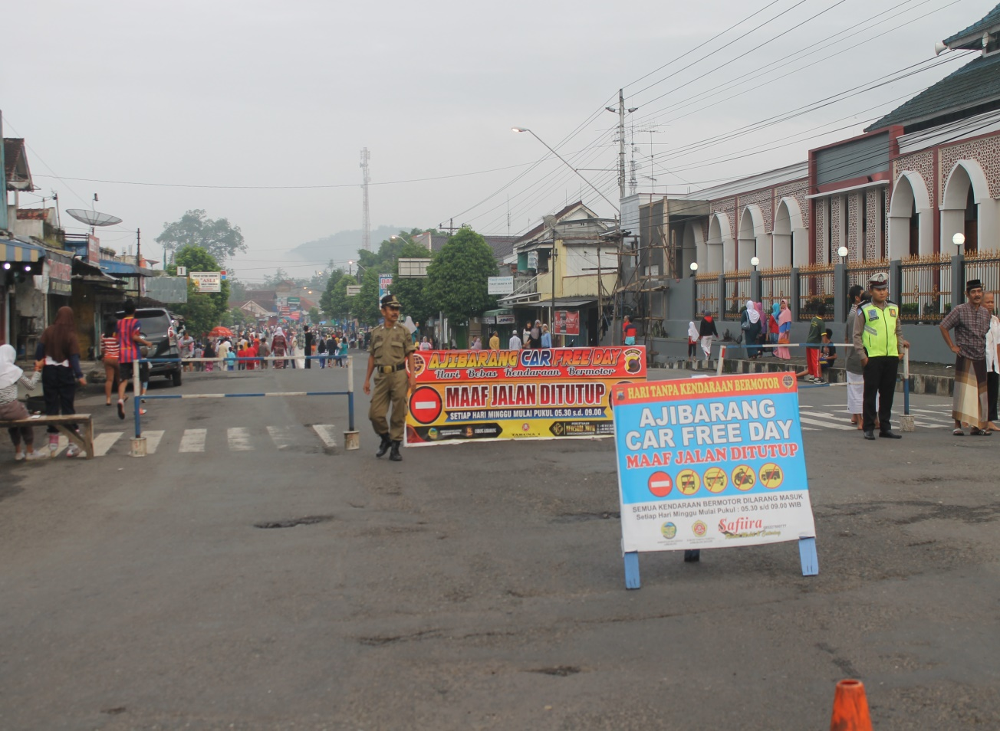 AJIBARANG CAR FREE DAY
Hari Bebas Kendaraan Bermotor
MAAF JALAN DITUTUP
SETIAP HARI MINGGU MULAI PUKUL 05.30 s.d. 09.00
HARI TANPA KENDARAAN BERMOTOR
AJIBARANG
CAR FREE DAY
MAAF JALAN DITUTUP
SEMUA KENDARAAN BERMOTOR DILARANG MASUK
Setiap Hari Minggu Mulai Pukul : 05.30 s/d 09.00 WIB
Safiira